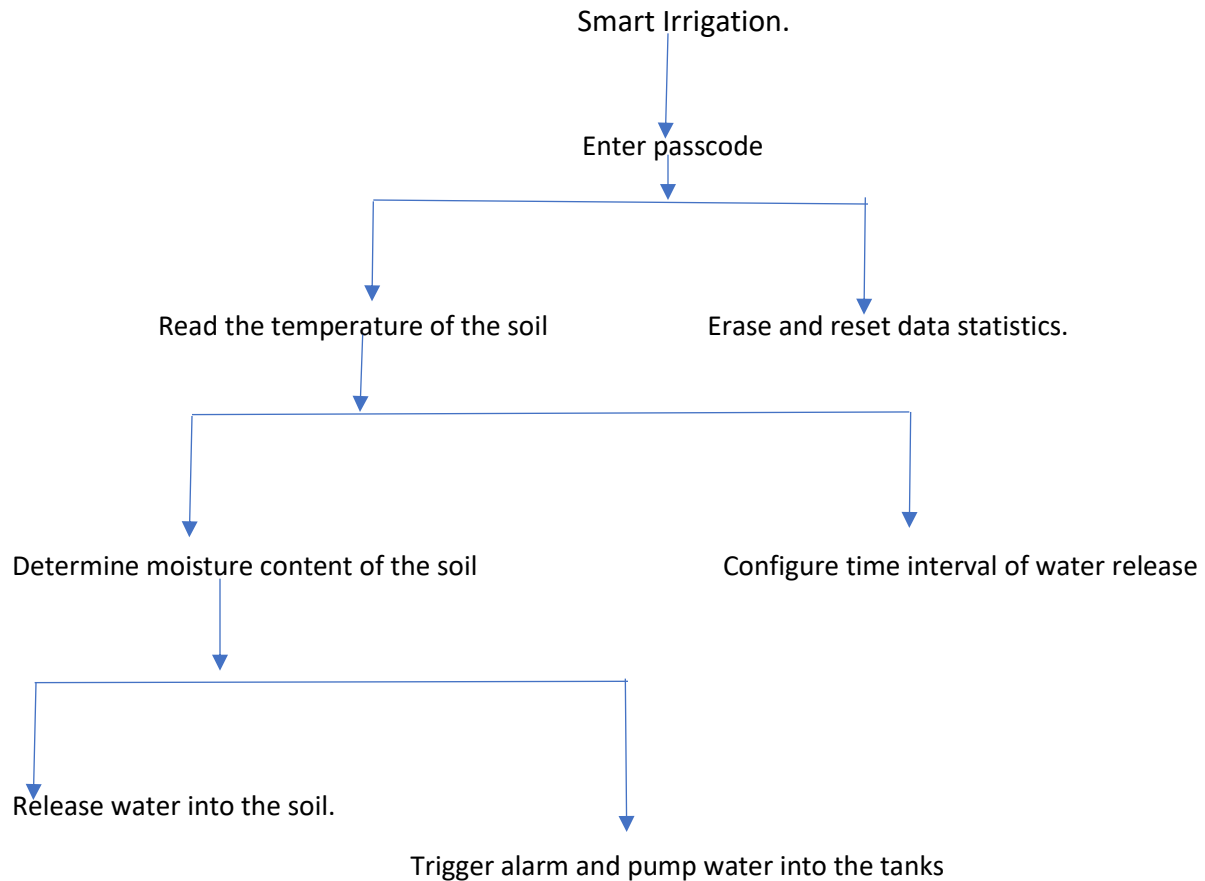 Smart Irrigation.
Enter passcode
Read the temperature of the soil
Erase and reset data statistics.
Determine moisture content of the soil
Configure time interval of water release
Release water into the soil.
Trigger alarm and pump water into the tanks